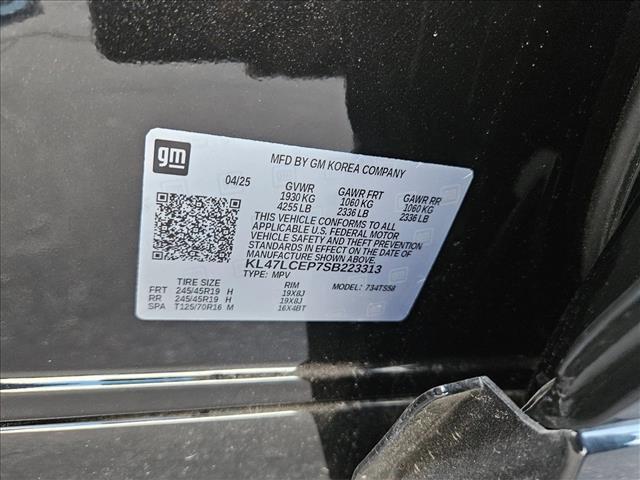 gm
MFD BY GM KOREA COMPANY
04/25 GVWR GAWR FRT GAWR RR
1930 KG 1060 KG 1060 KG
4255 LB 2336 LB 2336 LB
THIS VEHICLE CONFORMS TO ALL
APPLICABLE U.S. FEDERAL MOTOR
VEHICLE SAFETY AND THEFT PREVENTION
STANDARDS IN EFFECT ON THE DATE OF
MANUFACTURE SHOWN ABOVE.
KL47LCEP7SB223313
TYPE: MPV MODEL: 734TS58
TIRE SIZE RIM
FRT 245/45R19 H 19X8J
RR 245/45R19 H 19X8J
SPA T125/70R16 M 16X4BT